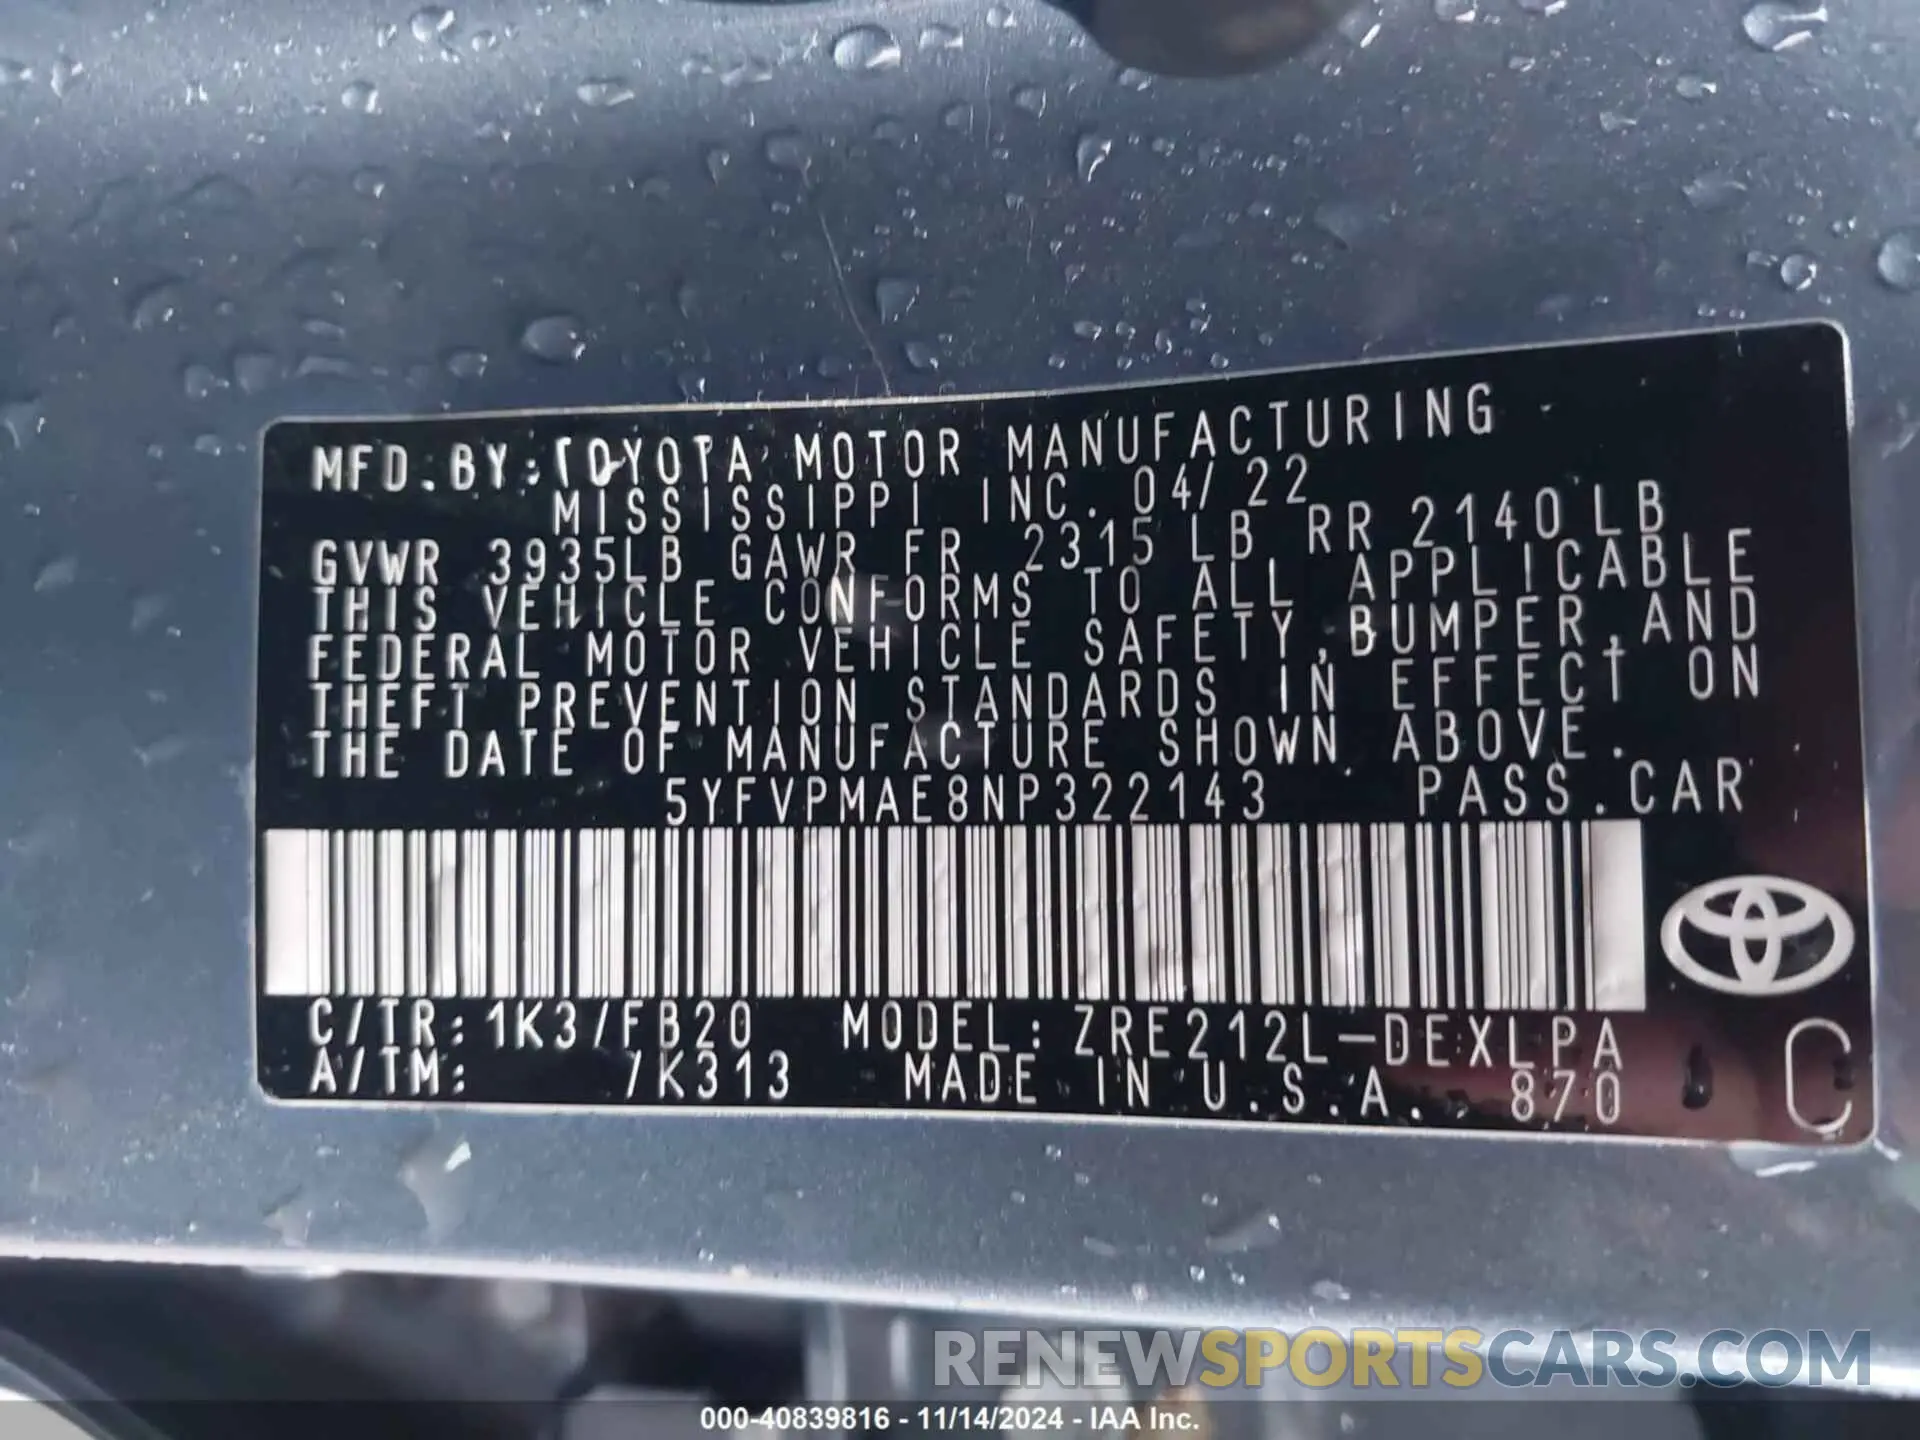 MFD.BY:TOYOTA MOTOR MANUFACTURING
MISSISSIPPI INC. 04/22
GVWR 3935LB GAWR FR 2315LB RR 2140LB
THIS VEHICLE CONFORMS TO ALL APPLICABLE
FEDERAL MOTOR VEHICLE SAFETY,BUMPER,AND
THEFT PREVENTION STANDARDS IN EFFECT ON
THE DATE OF MANUFACTURE SHOWN ABOVE.
5YFVPMAE8NP322143 PASS.CAR
C/TR:1K3/FB20 MODEL:ZRE212L-DEXLPA
A/TM: /K313 MADE IN U.S.A. 870
C
RENEWSPORTSCARS.COM
000-40839816 - 11/14/2024 - IAA Inc.